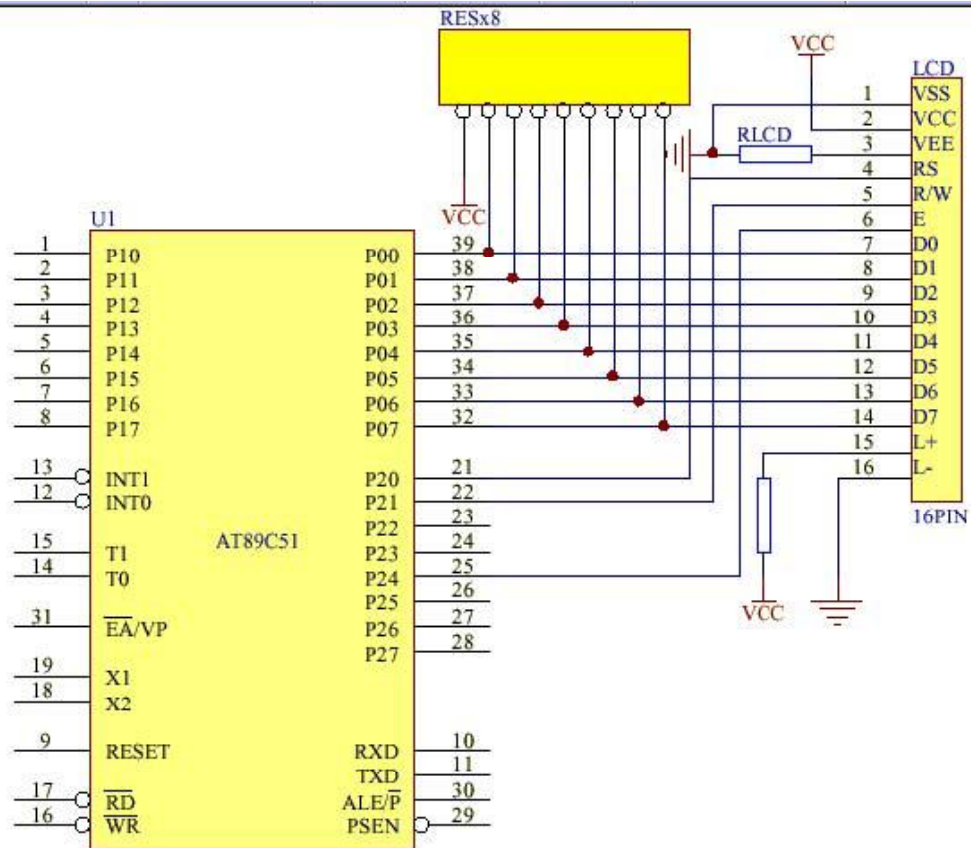 RESx8
VCC
LCD
1 VSS
2 VCC
3 VEE
RLCD
4 RS
5 R/W
6 E
7 D0
8 D1
9 D2
10 D3
11 D4
12 D5
13 D6
14 D7
15 L+
16 L-
16PIN
VCC
VCC
U1
1 P10 P00 39
2 P11 P01 38
3 P12 P02 37
4 P13 P03 36
5 P14 P04 35
6 P15 P05 34
7 P16 P06 33
8 P17 P07 32
13 INT1 P20 21
12 INT0 P21 22
P22 23
AT89C51
15 T1 P23 24
14 T0 P24 25
P25 26
31 EA/VP P26 27
P27 28
19 X1
18 X2
9 RESET RXD 10
TXD 11
17 RD ALE/P 30
16 WR PSEN 29